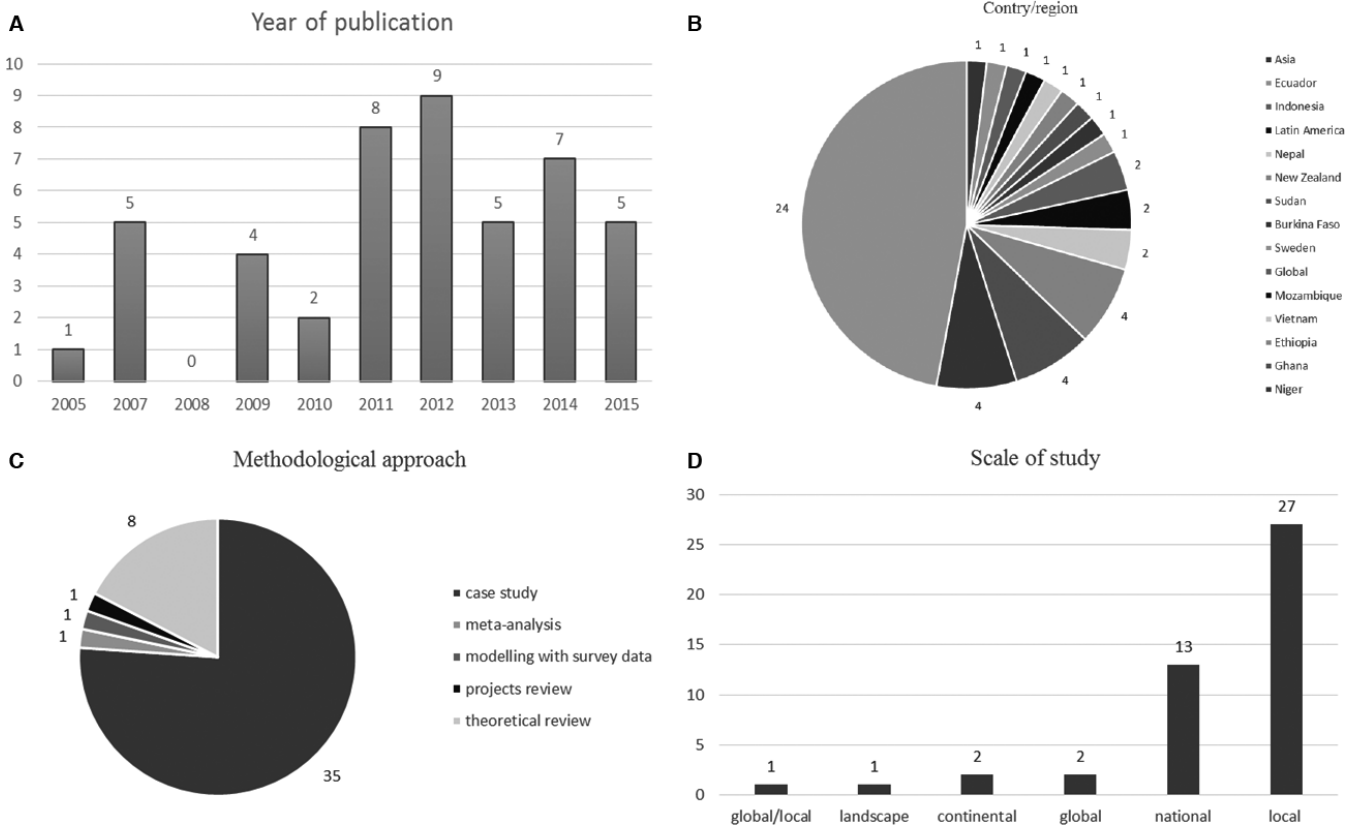 A
Year of publication
10
9
8
7
6
5
4
3
2
1
0
1
5
0
4
2
8
9
5
7
5
2005 2007 2008 2009 2010 2011 2012 2013 2014 2015
B
Contry/region
1
1
1
1
1
1
1
1
1
2
2
2
4
4
4
24
Asia
Ecuador
Indonesia
Latin America
Nepal
New Zealand
Sudan
Burkina Faso
Sweden
Global
Mozambique
Vietnam
Ethiopia
Ghana
Niger
C
Methodological approach
8
1
1
1
35
case study
meta-analysis
modelling with survey data
projects review
theoretical review
D
Scale of study
30
25
20
15
10
5
0
1
1
2
2
13
27
global/local landscape continental global national local